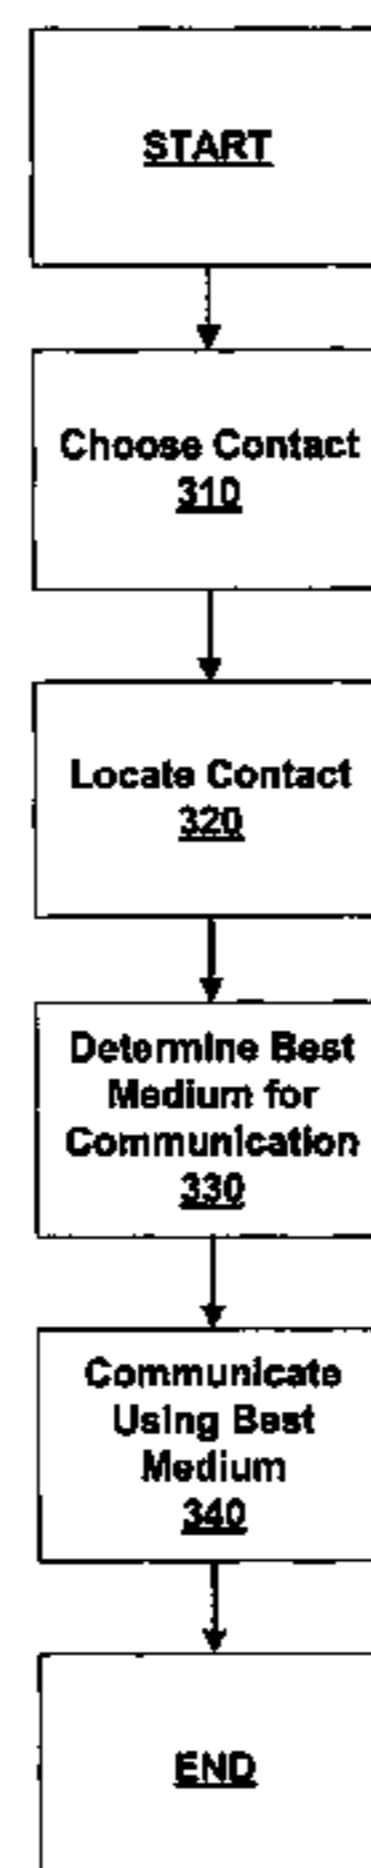 START
Choose Contact
310
Locate Contact
320
Determine Best
Medium for
Communication
330
Communicate
Using Best
Medium
340
END